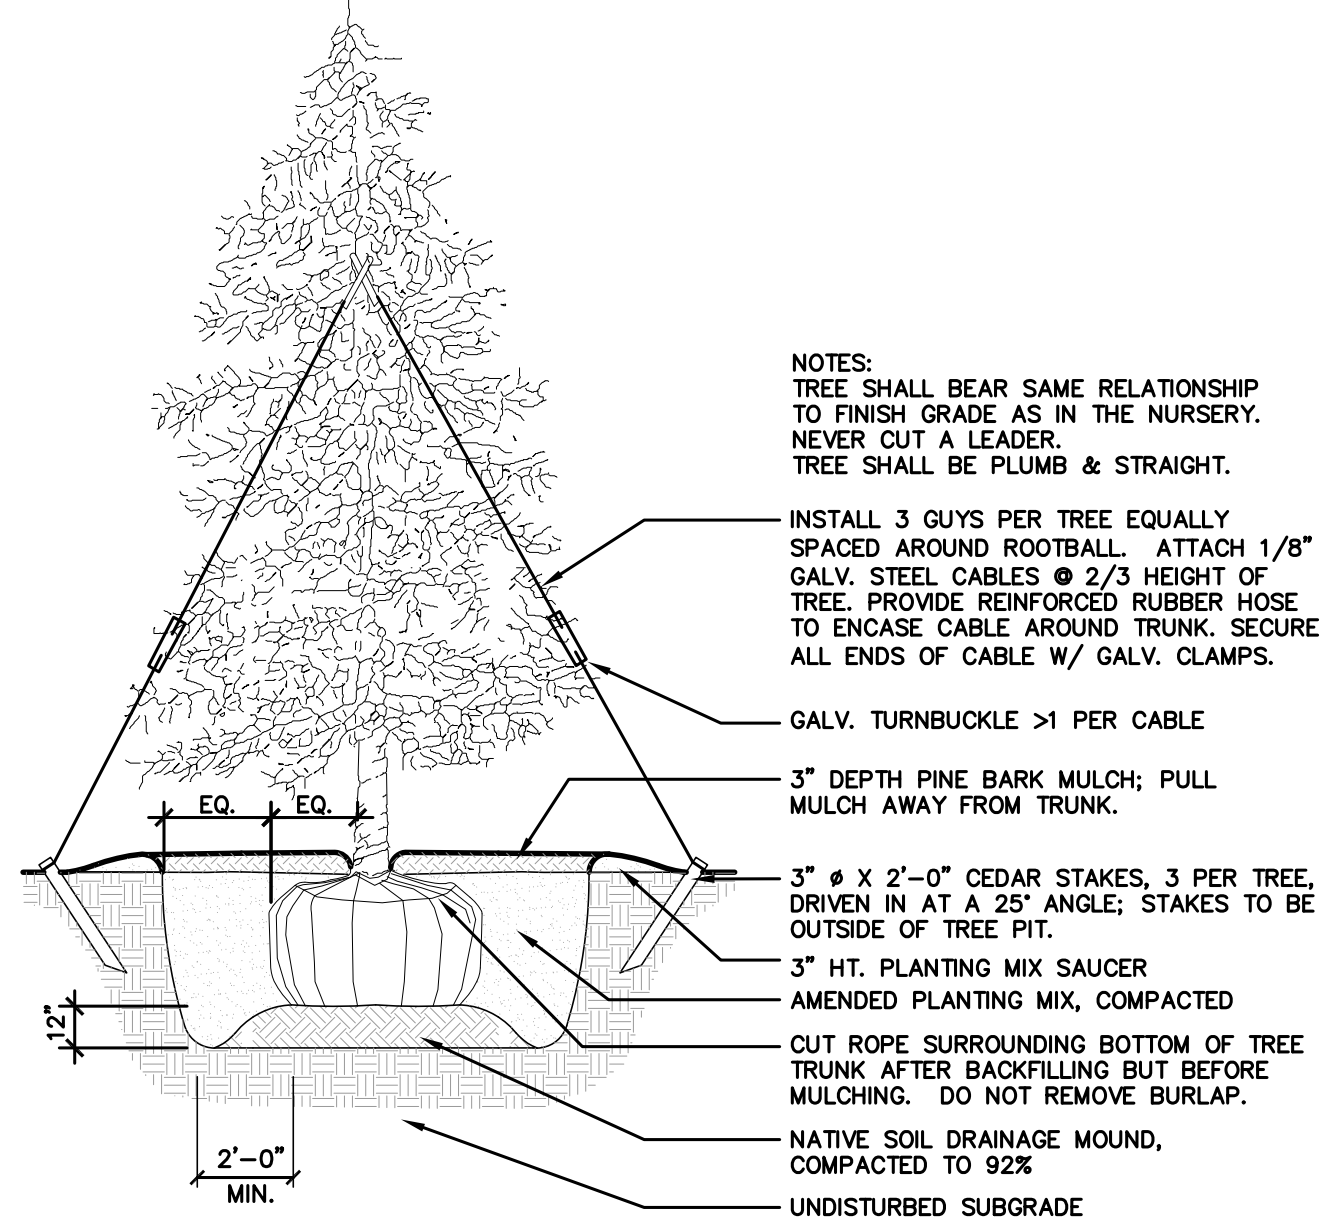 NOTES:
TREE SHALL BEAR SAME RELATIONSHIP
TO FINISH GRADE AS IN THE NURSERY.
NEVER CUT A LEADER.
TREE SHALL BE PLUMB & STRAIGHT.
INSTALL 3 GUYS PER TREE EQUALLY
SPACED AROUND ROOTBALL. ATTACH 1/8"
GALV. STEEL CABLES @ 2/3 HEIGHT OF
TREE. PROVIDE REINFORCED RUBBER HOSE
TO ENCASE CABLE AROUND TRUNK. SECURE
ALL ENDS OF CABLE W/ GALV. CLAMPS.
GALV. TURNBUCKLE >1 PER CABLE
3" DEPTH PINE BARK MULCH; PULL
MULCH AWAY FROM TRUNK.
EQ. EQ.
3" ø X 2'-0" CEDAR STAKES, 3 PER TREE,
DRIVEN IN AT A 25° ANGLE; STAKES TO BE
OUTSIDE OF TREE PIT.
3" HT. PLANTING MIX SAUCER
AMENDED PLANTING MIX, COMPACTED
12"
CUT ROPE SURROUNDING BOTTOM OF TREE
TRUNK AFTER BACKFILLING BUT BEFORE
MULCHING. DO NOT REMOVE BURLAP.
NATIVE SOIL DRAINAGE MOUND,
COMPACTED TO 92%
2'-0"
MIN.
UNDISTURBED SUBGRADE